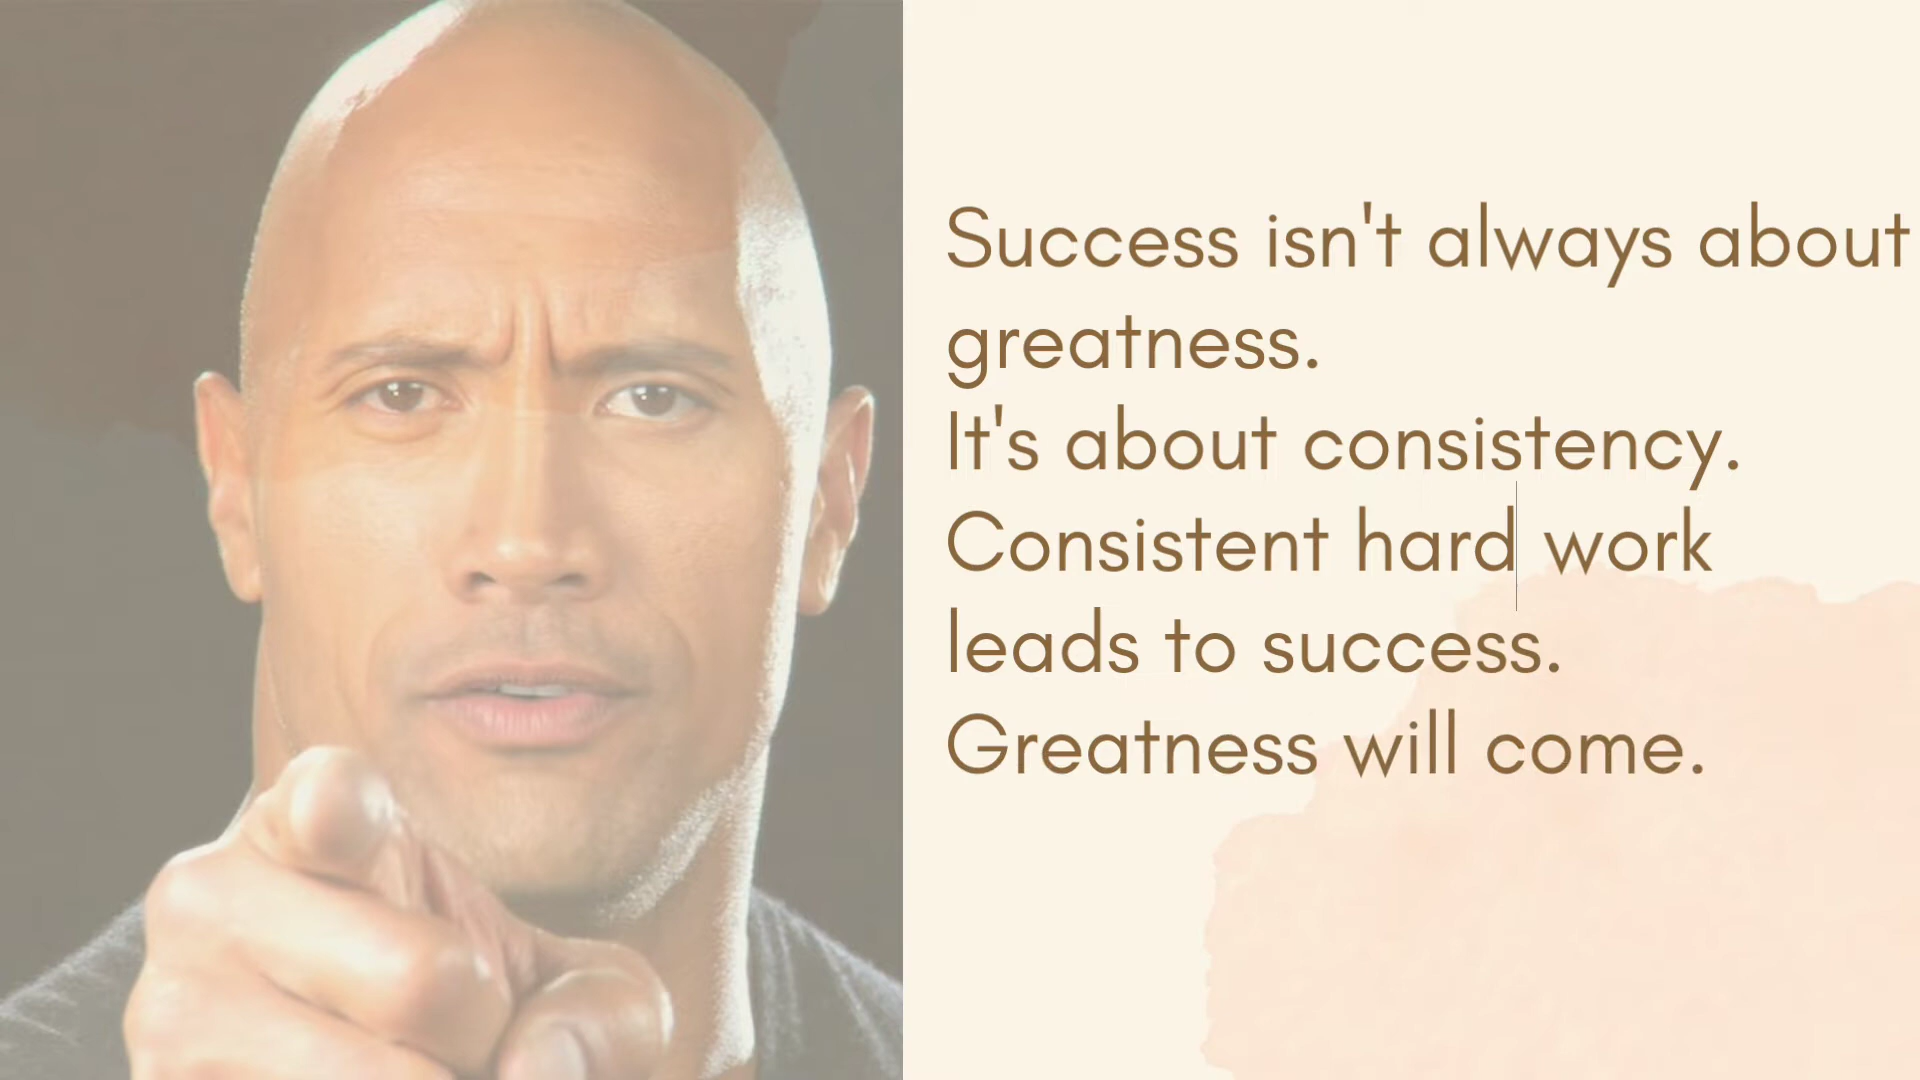 Success isn't always about
greatness.
It's about consistency.
Consistent hard work
leads to success.
Greatness will come.